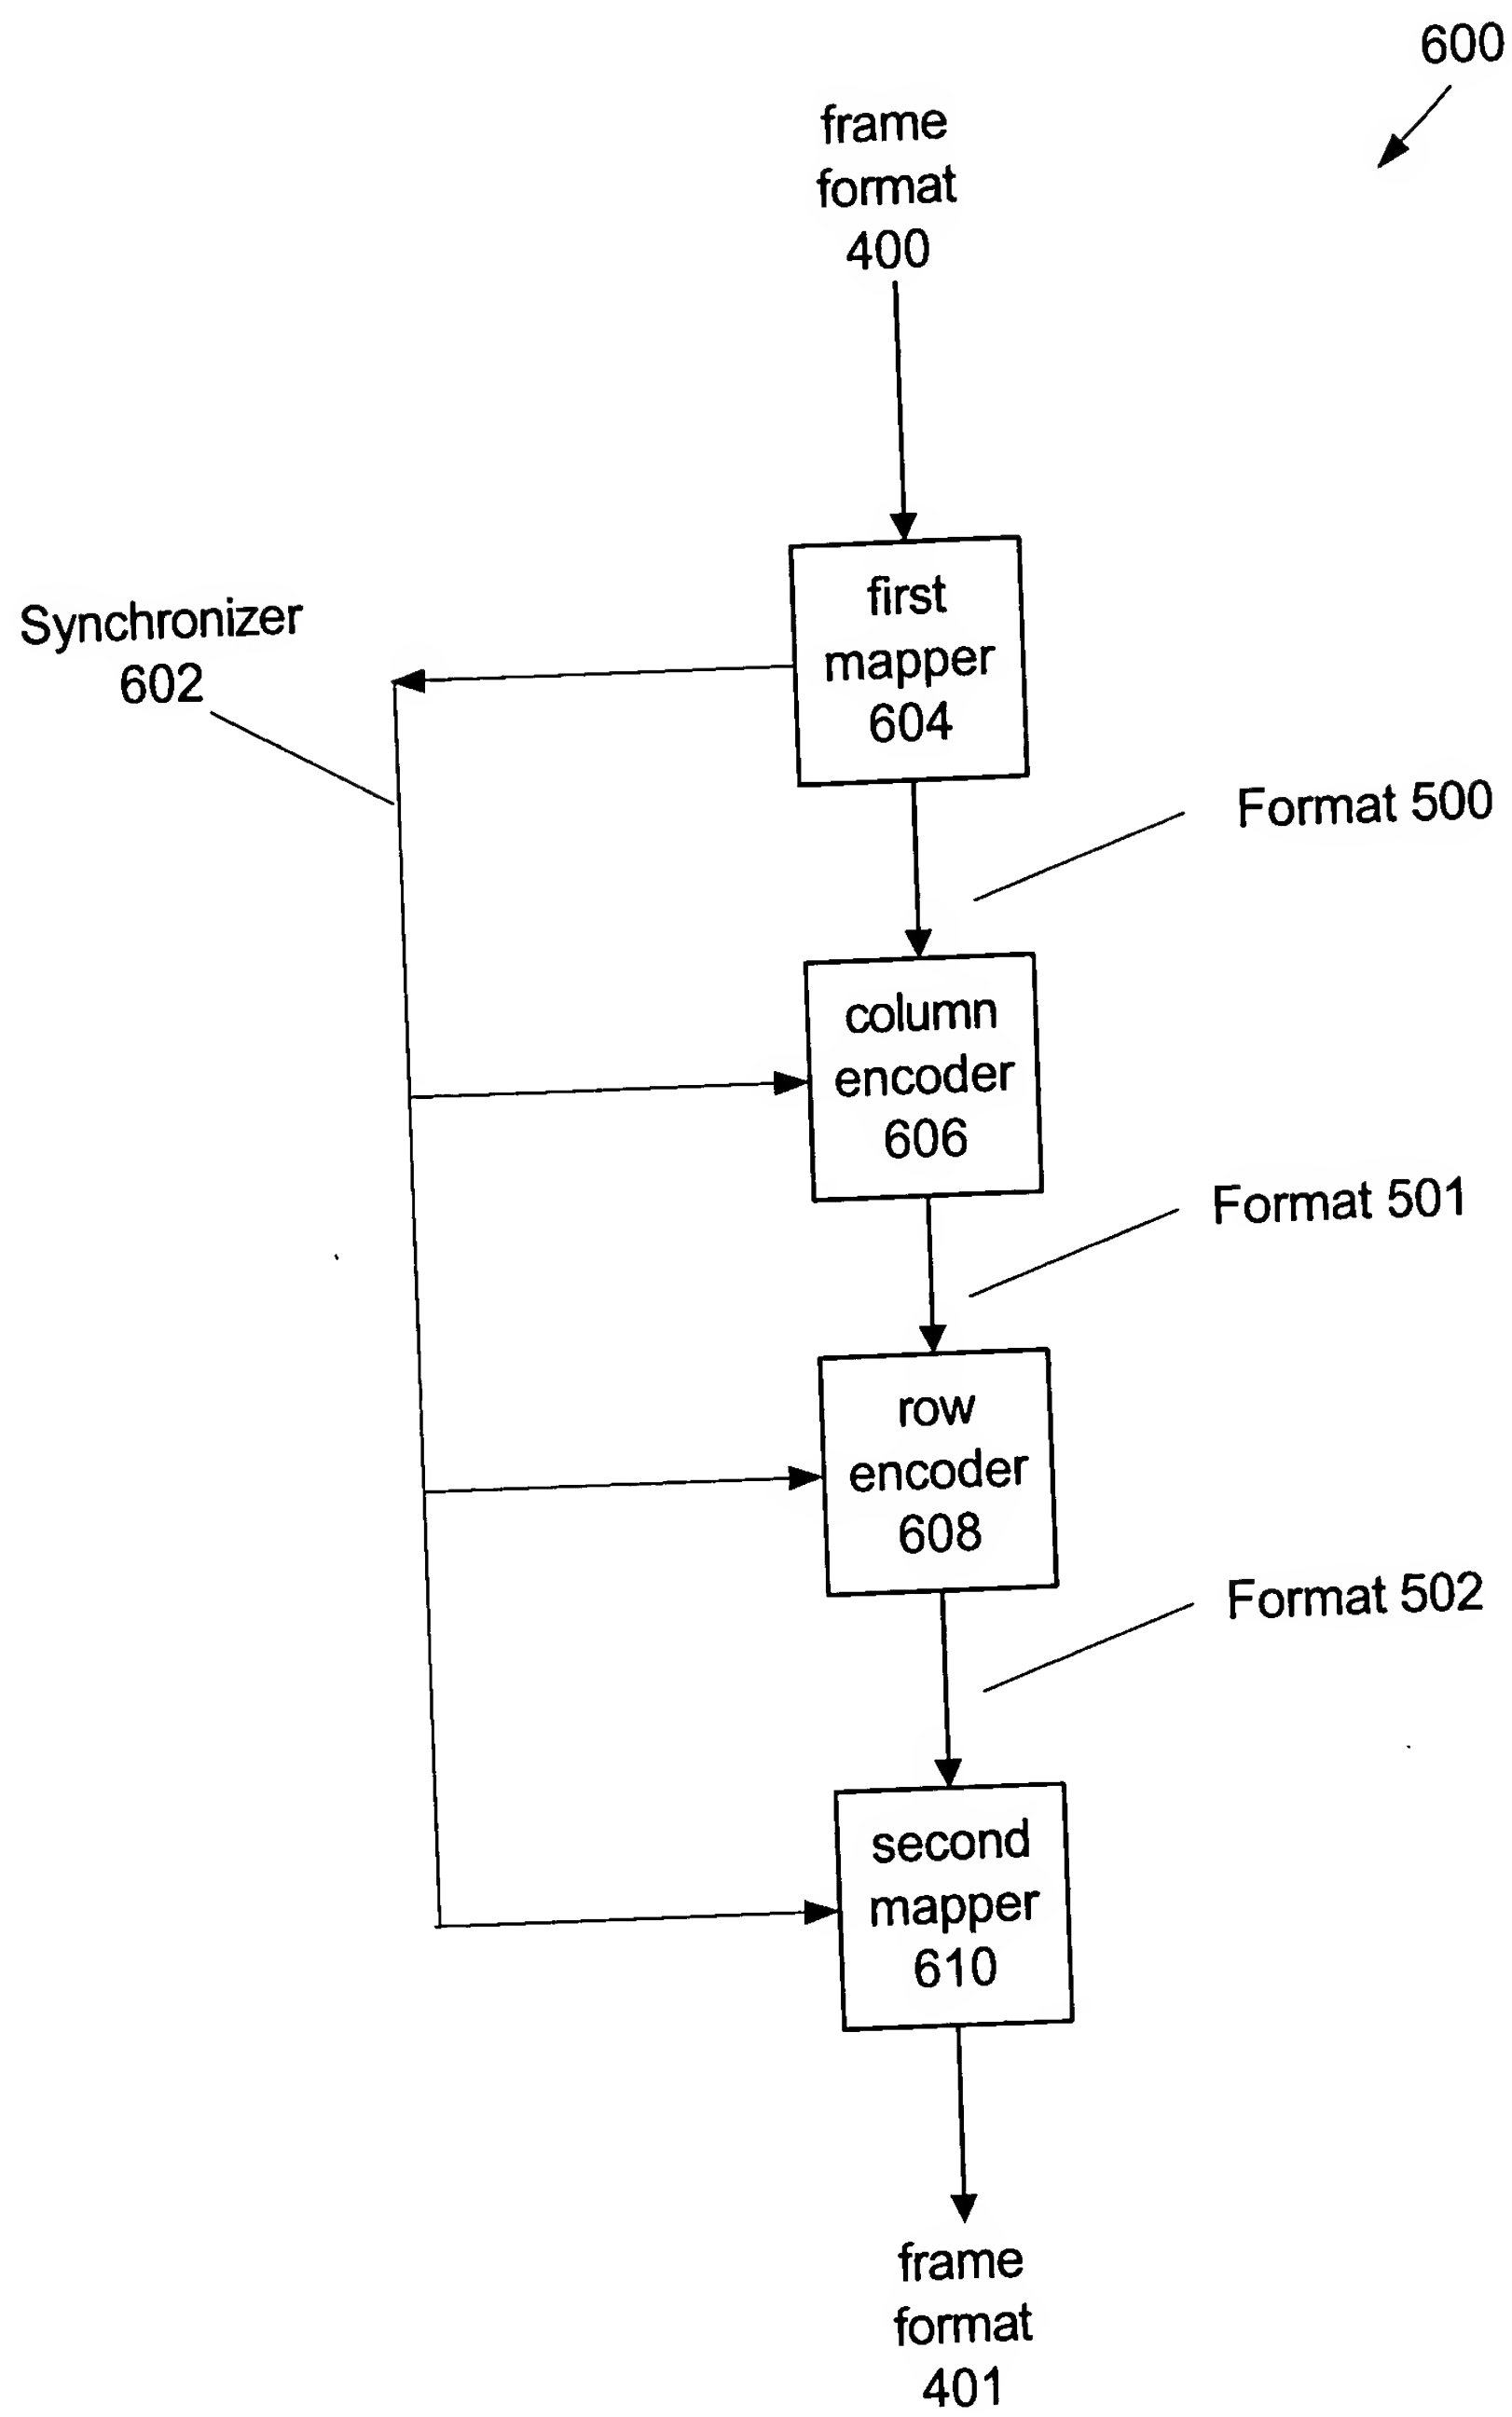 600
frame
format
400
first
mapper
604
Synchronizer
602
Format 500
column
encoder
606
Format 501
row
encoder
608
Format 502
second
mapper
610
frame
format
401